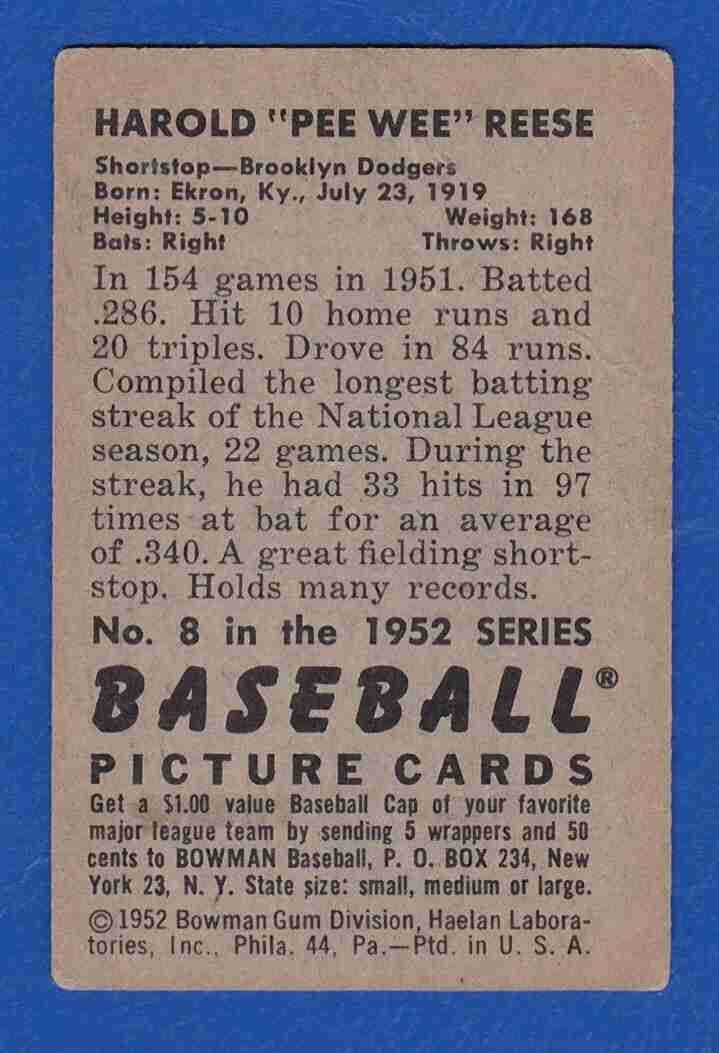 HAROLD "PEE WEE" REESE
Shortstop—Brooklyn Dodgers
Born: Ekron, Ky., July 23, 1919
Height: 5-10 Weight: 168
Bats: Right Throws: Right
In 154 games in 1951. Batted
.286. Hit 10 home runs and
20 triples. Drove in 84 runs.
Compiled the longest batting
streak of the National League
season, 22 games. During the
streak, he had 33 hits in 97
times at bat for an average
of .340. A great fielding short-
stop. Holds many records.
No. 8 in the 1952 SERIES
BASEBALL®
PICTURE CARDS
Get a $1.00 value Baseball Cap of your favorite
major league team by sending 5 wrappers and 50
cents to BOWMAN Baseball, P. O. BOX 234, New
York 23, N. Y. State size: small, medium or large.
©1952 Bowman Gum Division, Haelan Labora-
tories, Inc., Phila. 44, Pa.—Ptd. in U. S. A.